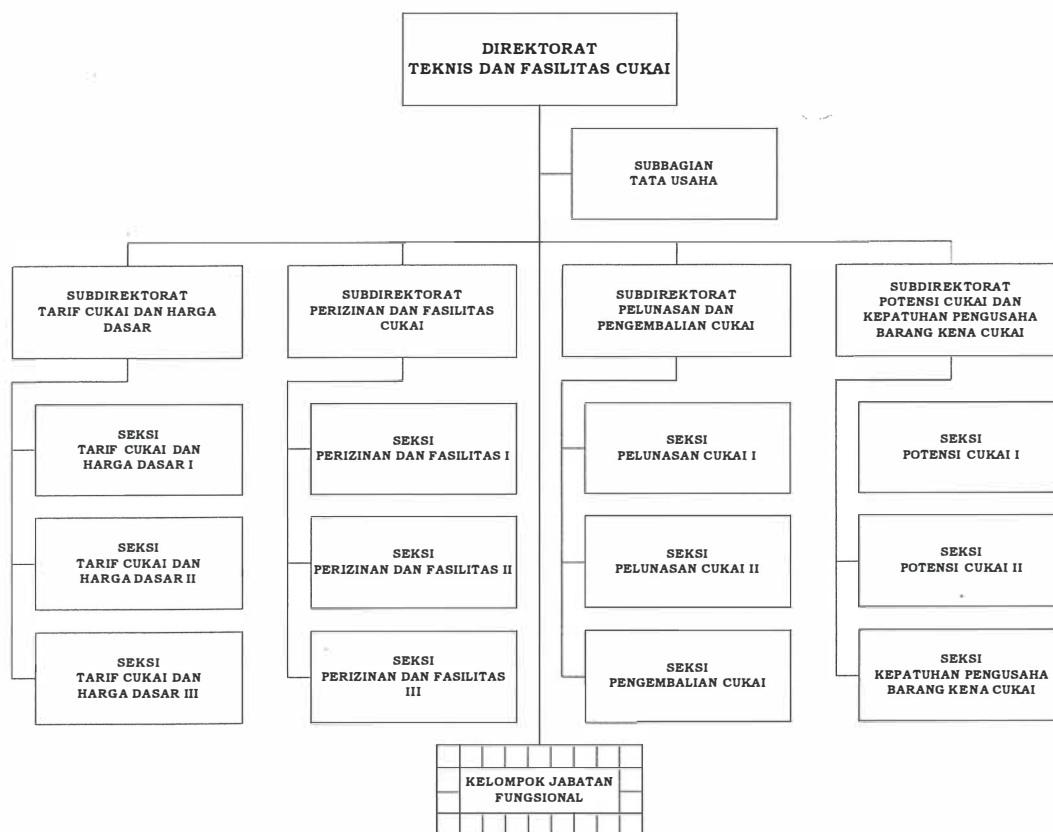 DIREKTORAT
TEKNIS DAN FASILITAS CUKAI
SUBBAGIAN
TATA USAHA
SUBDIREKTORAT
TARIF CUKAI DAN HARGA
DASAR
SUBDIREKTORAT
PERIZINAN DAN FASILITAS
CUKAI
SUBDIREKTORAT
PELUNASAN DAN
PENGEMBALIAN CUKAI
SUBDIREKTORAT
POTENSI CUKAI DAN
KEPATUHAN PENGUSAHA
BARANG KENA CUKAI
SEKSI
TARIF CUKAI DAN
HARGA DASAR I
SEKSI
PERIZINAN DAN FASILITAS I
SEKSI
PELUNASAN CUKAI I
SEKSI
POTENSI CUKAI I
SEKSI
TARIF CUKAI DAN
HARGA DASAR II
SEKSI
PERIZINAN DAN FASILITAS II
SEKSI
PELUNASAN CUKAI II
SEKSI
POTENSI CUKAI II
SEKSI
TARIF CUKAI DAN
HARGA DASAR III
SEKSI
PERIZINAN DAN FASILITAS
III
SEKSI
PENGEMBALIAN CUKAI
SEKSI
KEPATUHAN PENGUSAHA
BARANG KENA CUKAI
KELOMPOK JABATAN
FUNGSIONAL